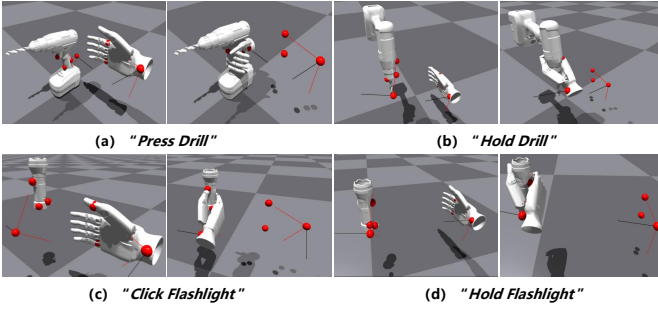 (a) "Press Drill"
(b) "Hold Drill"
(c) "Click Flashlight"
(d) "Hold Flashlight"